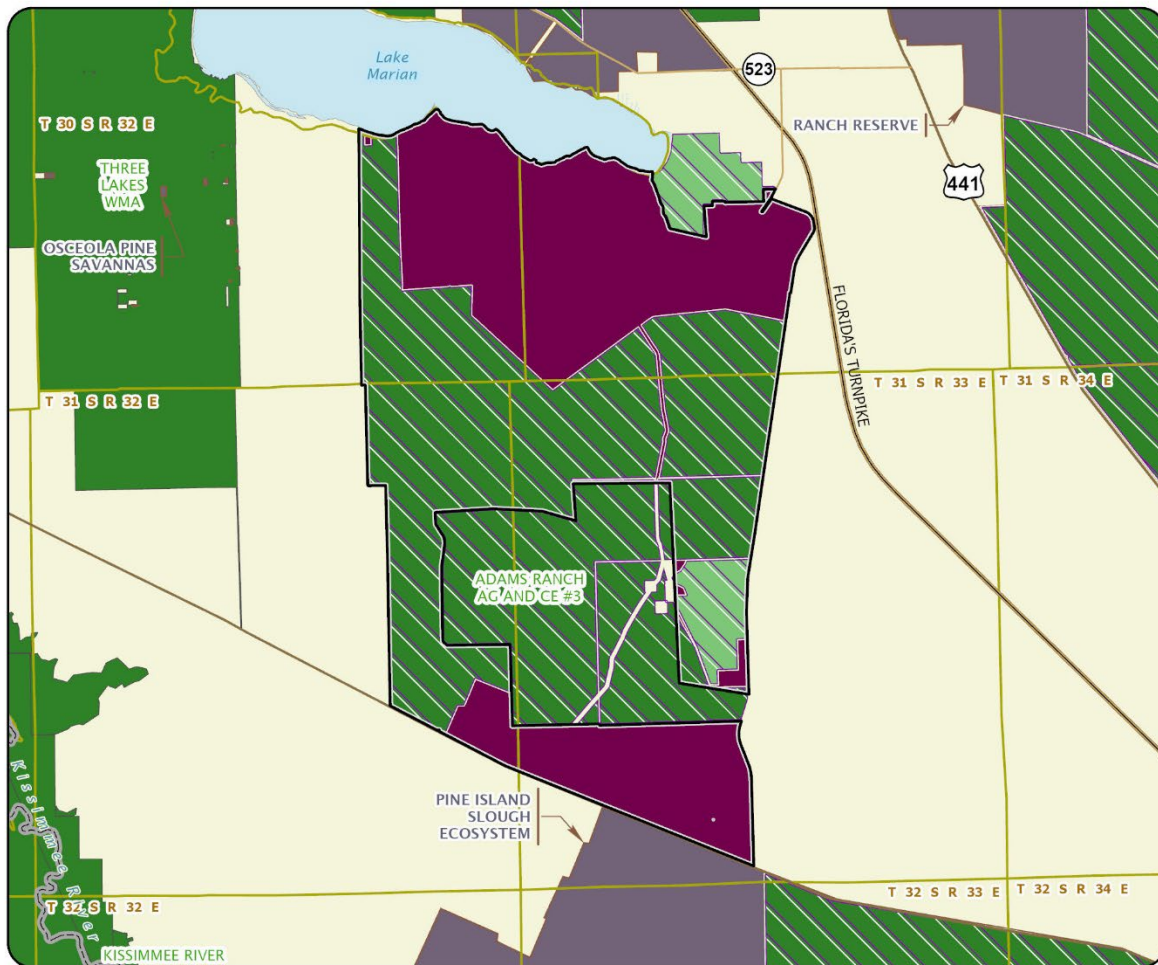 Lake
Marian
523
RANCH RESERVE
T 30 S R 32 E
THREE
LAKES
WMA
441
OSCEOLA PINE
SAVANNAS
FLORIDA'S TURNPIKE
T 31 S R 33 E
T 31 S R 34 E
T 31 S R 32 E
ADAMS RANCH
AG AND CE #3
PINE ISLAND
SLOUGH
ECOSYSTEM
Kissimmee River
T 32 S R 33 E
T 32 S R 34 E
T 32 S R 32 E
KISSIMMEE RIVER